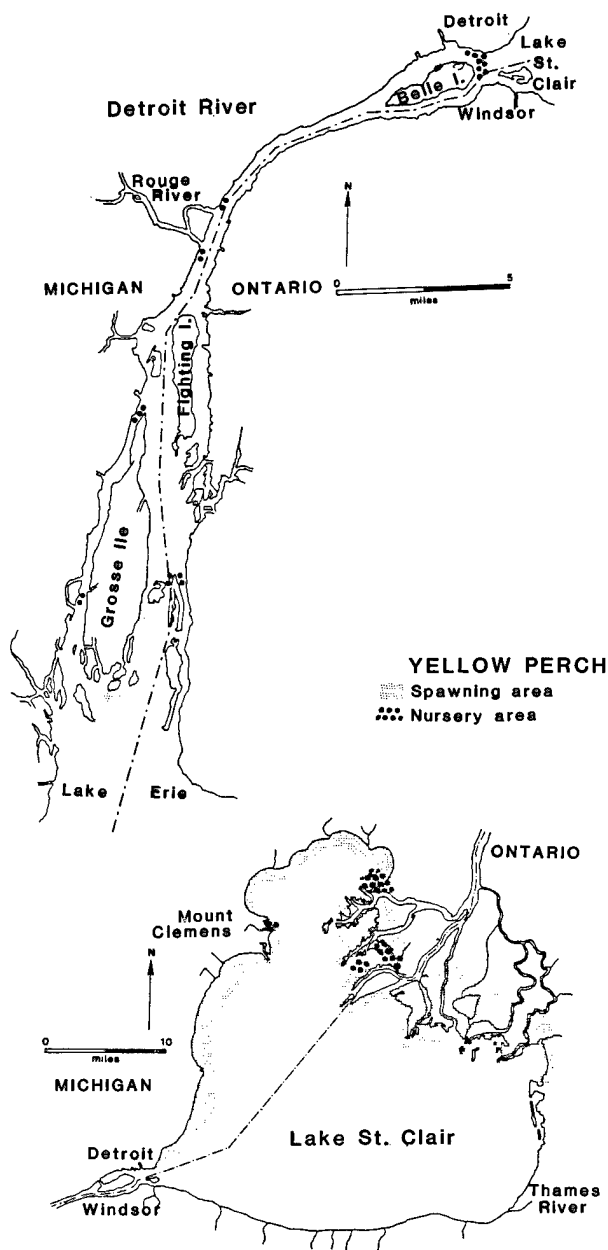 Detroit
Lake
St.
Clair
Belle I.
Windsor
Detroit River
Rouge
River
N
MICHIGAN
ONTARIO
0 5
miles
Fighting I.
Grosse Ile
YELLOW PERCH
Spawning area
Nursery area
Lake Erie
ONTARIO
Mount
Clemens
N
0 10
miles
MICHIGAN
Lake St. Clair
Detroit
Windsor
Thames
River